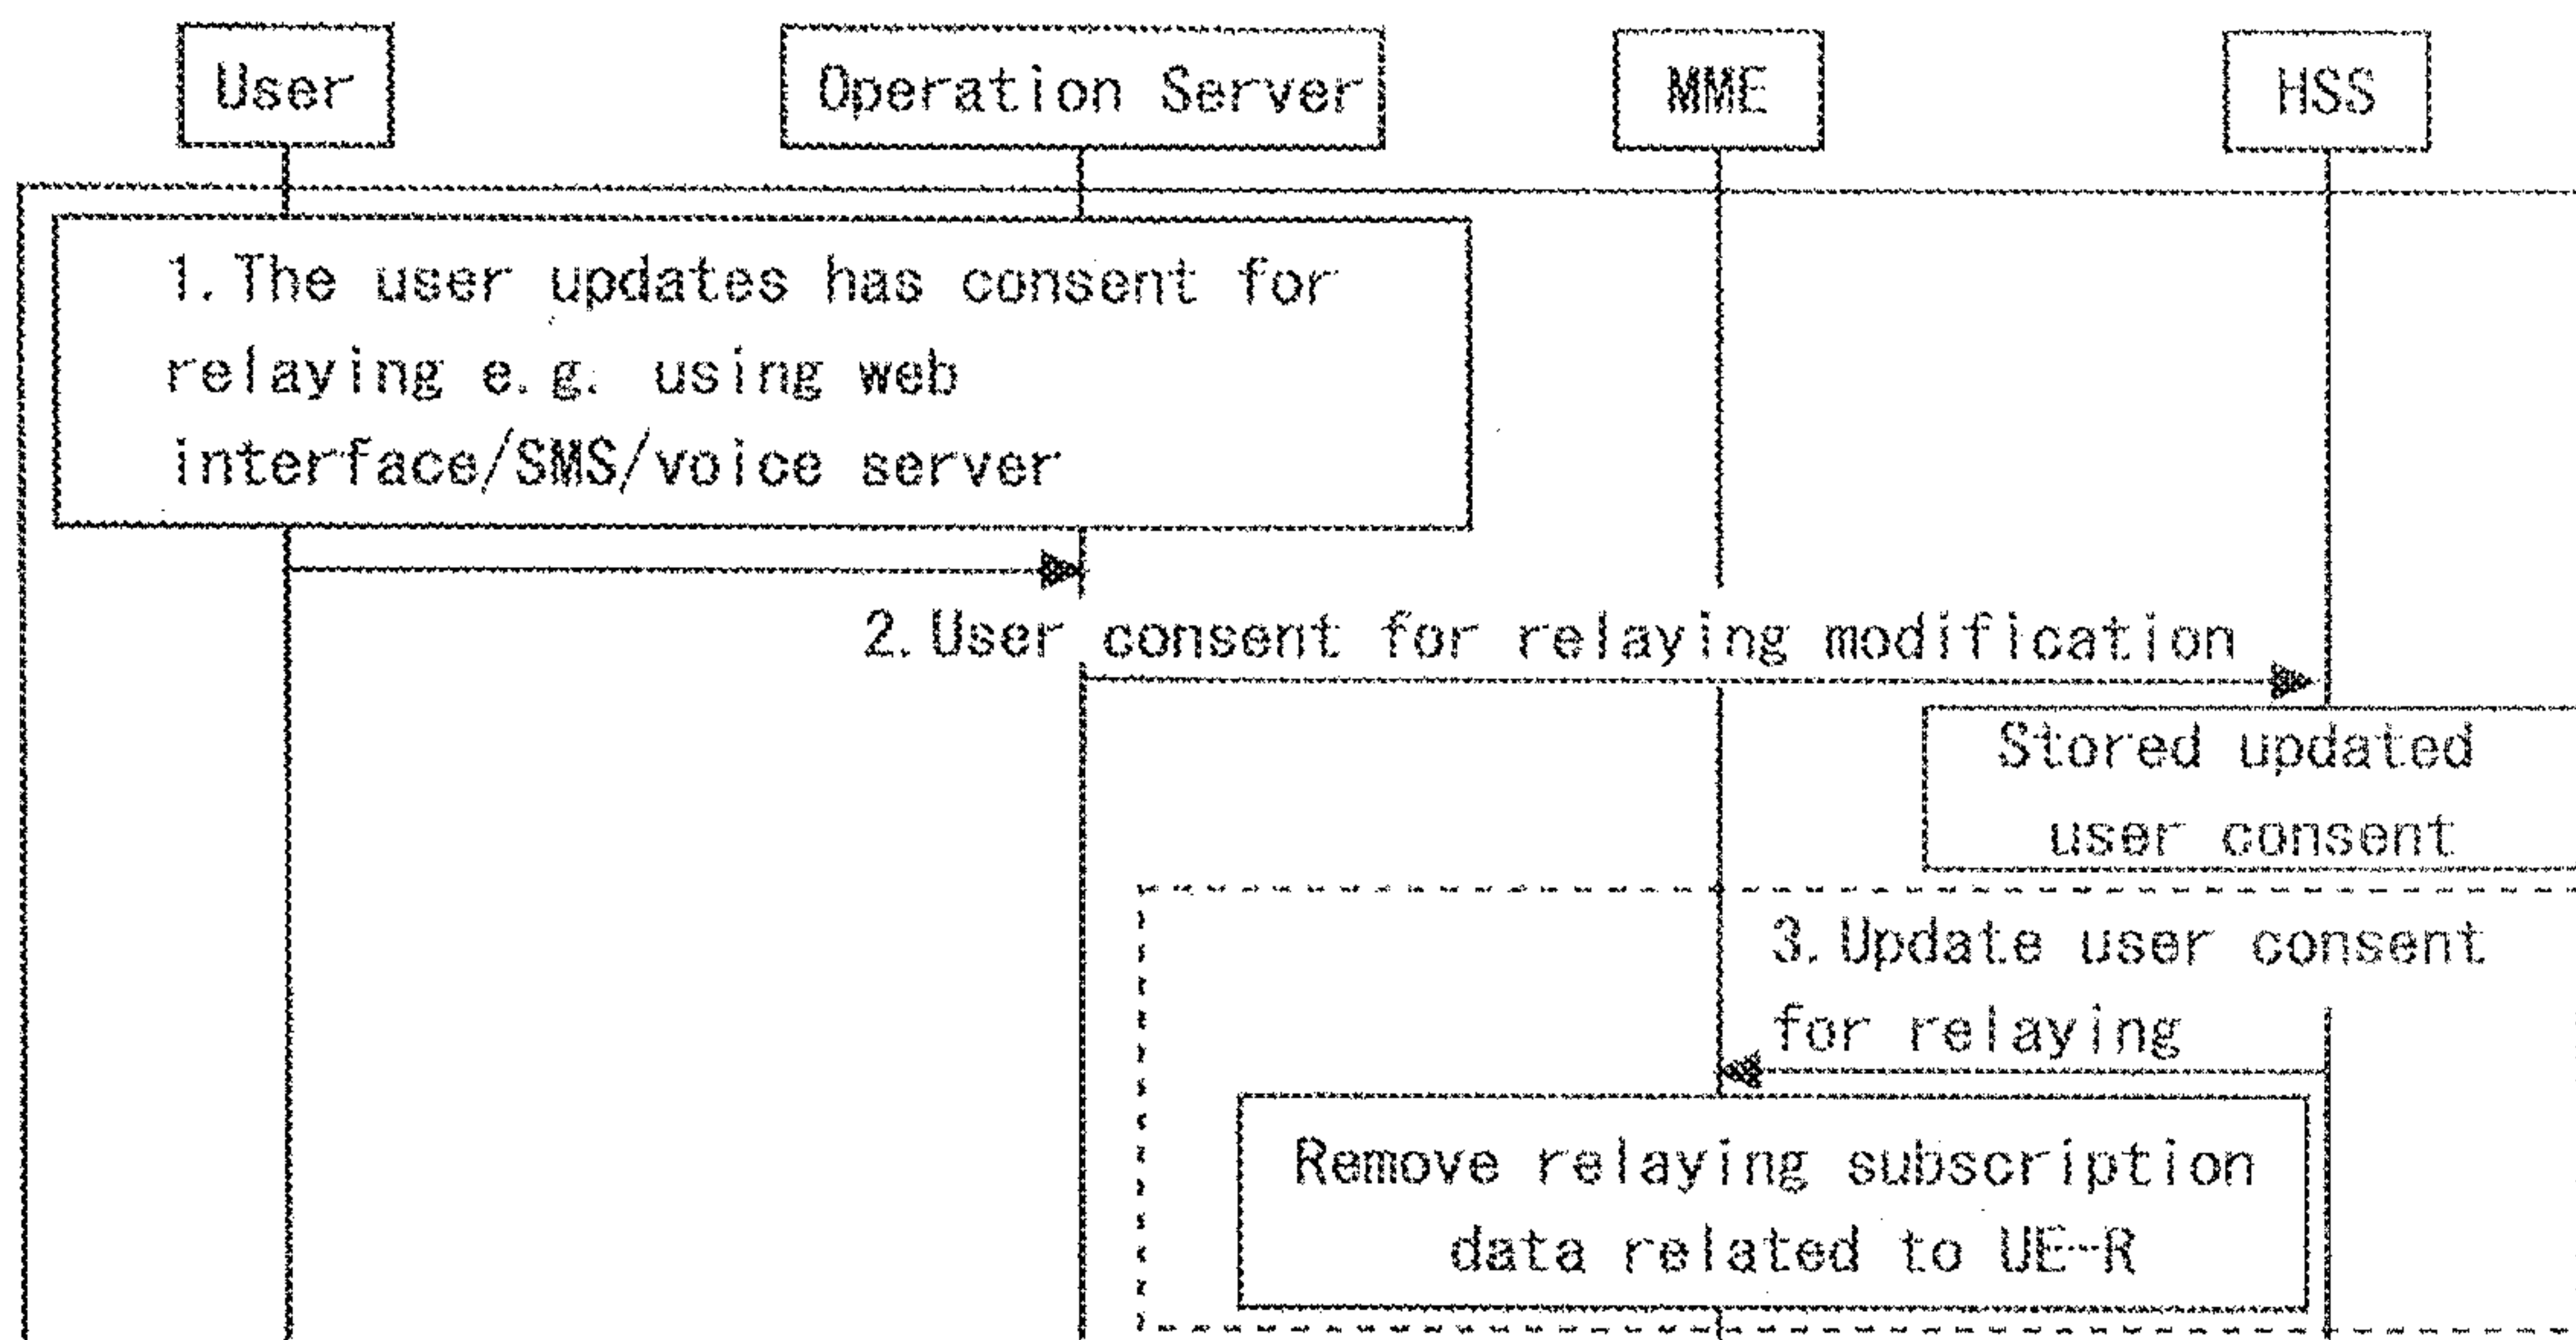 User
Operation Server
MME
HSS
1. The user updates has consent for
relaying e.g. using web
interface/SMS/voice server
2. User consent for relaying modification
Stored updated
user consent
3. Update user consent
for relaying
Remove relaying subscription
data related to UE-R